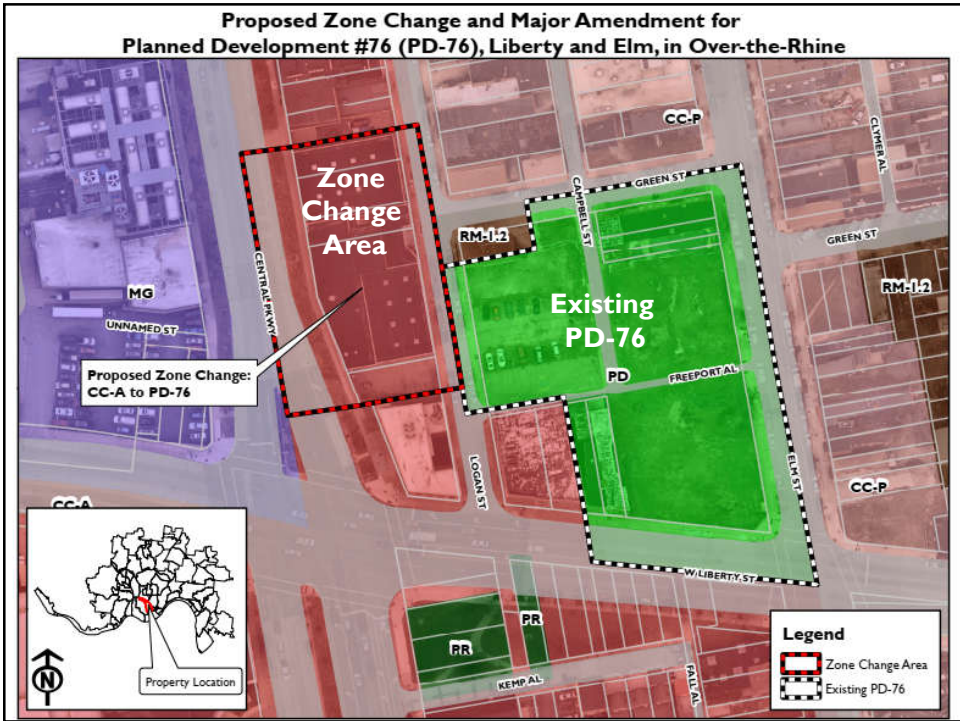 Proposed Zone Change and Major Amendment for
Planned Development #76 (PD-76), Liberty and Elm, in Over-the-Rhine
CC-P
CLYMER AL
Zone
Change
Area
CAMPBELL ST
GREEN ST
RM-1.2
GREEN ST
RM-1.2
CENTRAL PKWY
MG
UNNAMED ST
Existing
PD-76
Proposed Zone Change:
CC-A to PD-76
PD
FREEPORT AL
LOGAN ST
ELM ST
CC-P
CC-A
W LIBERTY ST
PR
PR
KEMP AL
FALL AL
N
Property Location
Legend
Zone Change Area
Existing PD-76